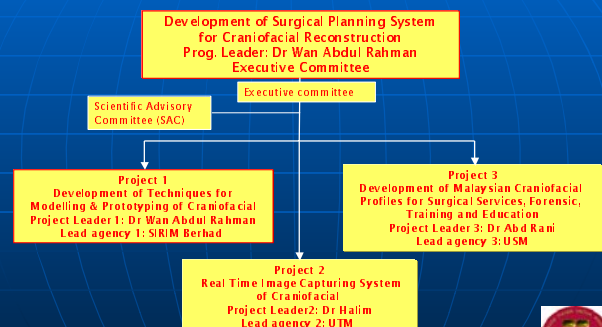 Development of Surgical Planning System
for Craniofacial Reconstruction
Prog. Leader: Dr Wan Abdul Rahman
Executive Committee
Executive committee
Scientific Advisory
Committee (SAC)
Project 1
Development of Techniques for
Modelling & Prototyping of Craniofacial
Project Leader 1: Dr Wan Abdul Rahman
Lead agency 1: SIRIM Berhad
Project 3
Development of Malaysian Craniofacial
Profiles for Surgical Services, Forensic,
Training and Education
Project Leader 3: Dr Abd Rani
Lead agency 3: USM
Project 2
Real Time Image Capturing System
of Craniofacial
Project Leader2: Dr Halim
Lead agency 2: UTM